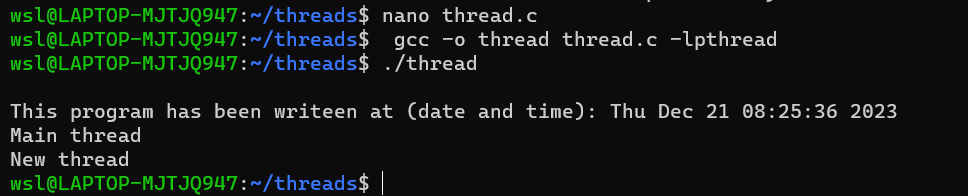 wsl@LAPTOP-MJTJQ947:~/threads$ nano thread.c
wsl@LAPTOP-MJTJQ947:~/threads$  gcc -o thread thread.c -lpthread
wsl@LAPTOP-MJTJQ947:~/threads$ ./thread
This program has been writeen at (date and time): Thu Dec 21 08:25:36 2023
Main thread
New thread
wsl@LAPTOP-MJTJQ947:~/threads$